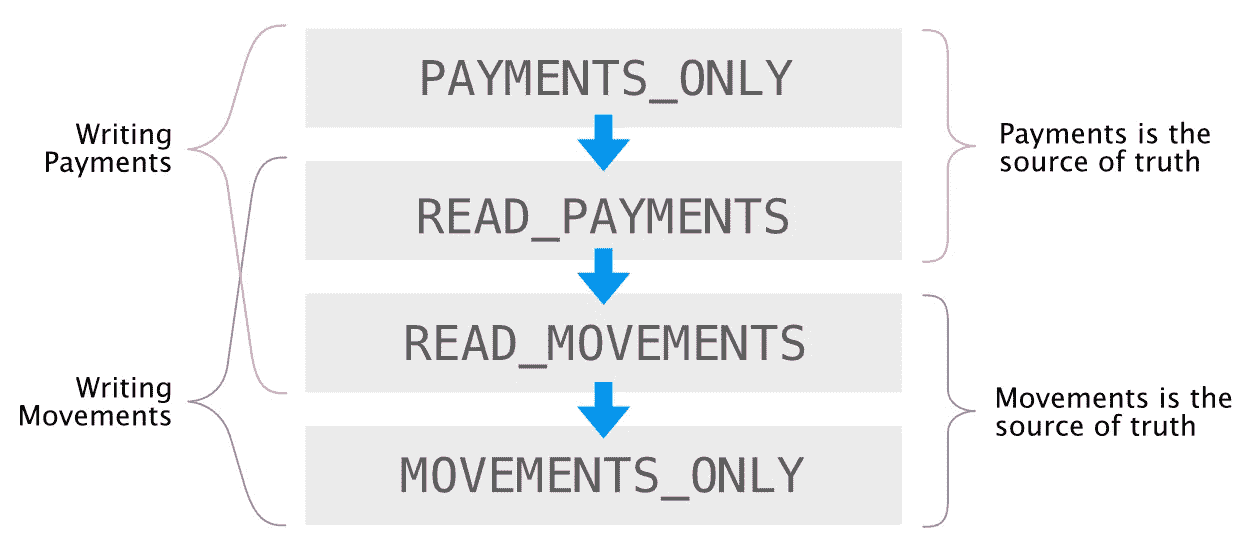 PAYMENTS_ONLY
Writing
Payments
Payments is the
source of truth
READ_PAYMENTS
READ_MOVEMENTS
Writing
Movements
Movements is the
source of truth
MOVEMENTS_ONLY